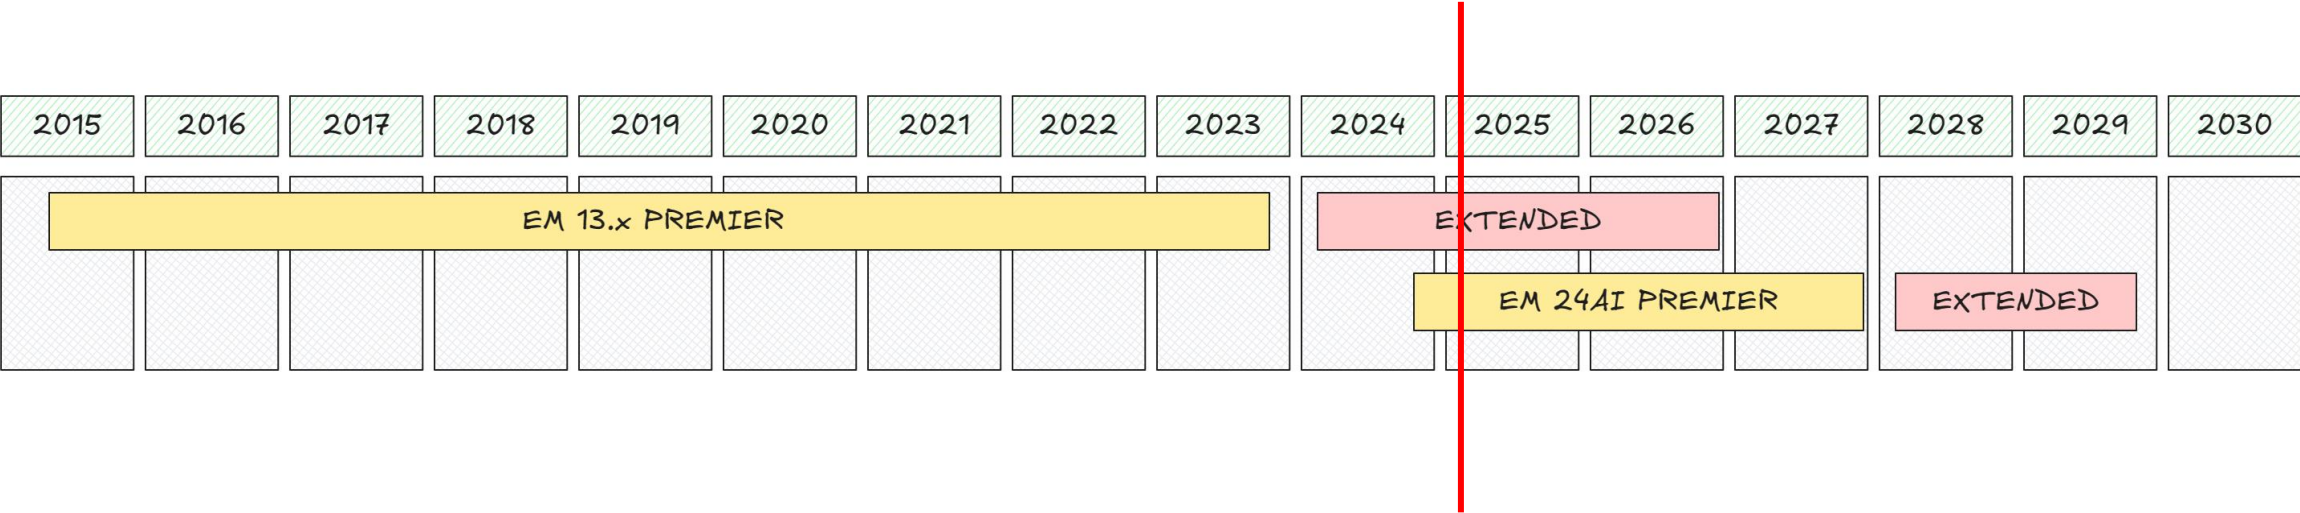 2015 2016 2017 2018 2019 2020 2021 2022 2023 2024 2025 2026 2027 2028 2029 2030
EM 13.x PREMIER EXTENDED
EM 24AI PREMIER EXTENDED